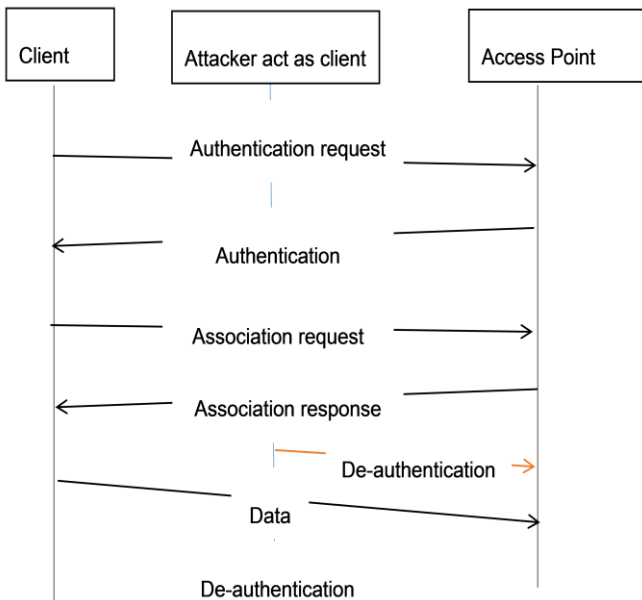 Client
Attacker act as client
Access Point
Authentication request
Authentication
Association request
Association response
De-authentication
Data
De-authentication